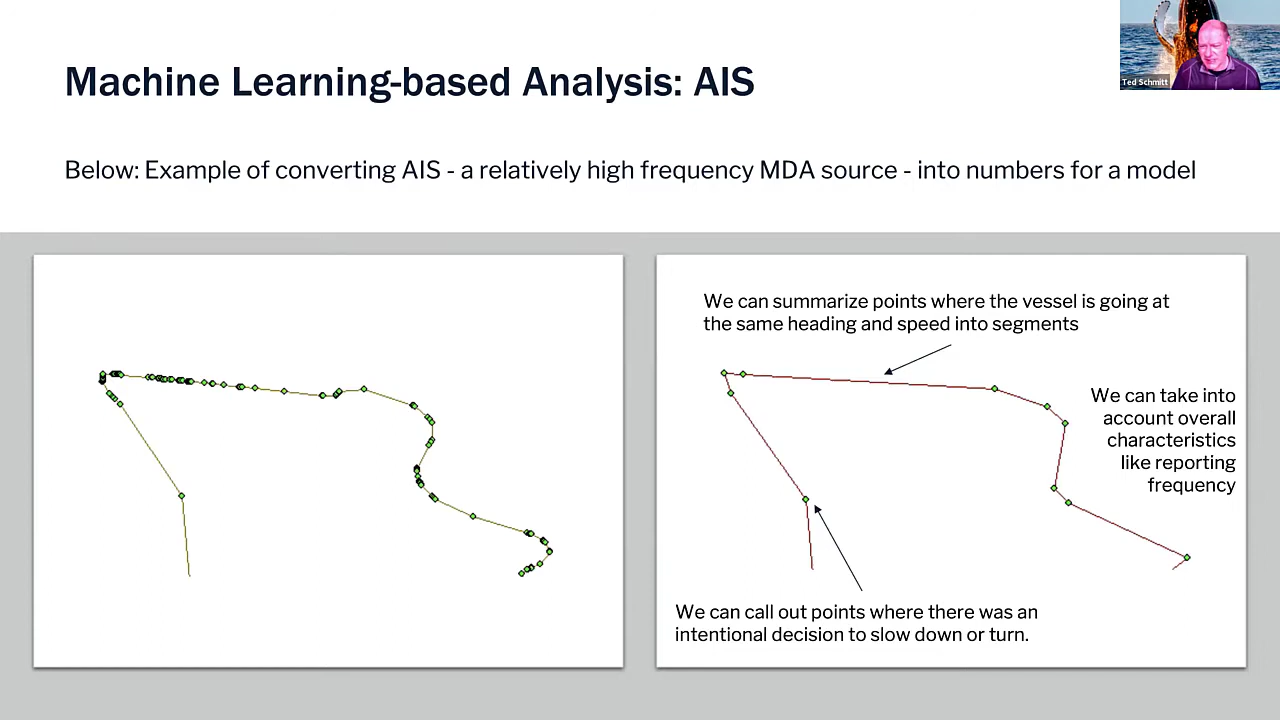 Ted Schmitt
Machine Learning-based Analysis: AIS
Below: Example of converting AIS - a relatively high frequency MDA source - into numbers for a model
We can summarize points where the vessel is going at
the same heading and speed into segments
We can take into
account overall
characteristics
like reporting
frequency
We can call out points where there was an
intentional decision to slow down or turn.